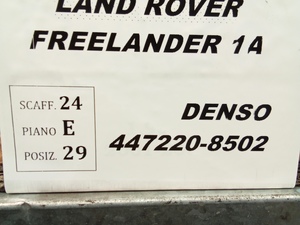 LAND ROVER
FREELANDER 1A
SCAFF. 24
PIANO E
POSIZ. 29
DENSO
447220-8502